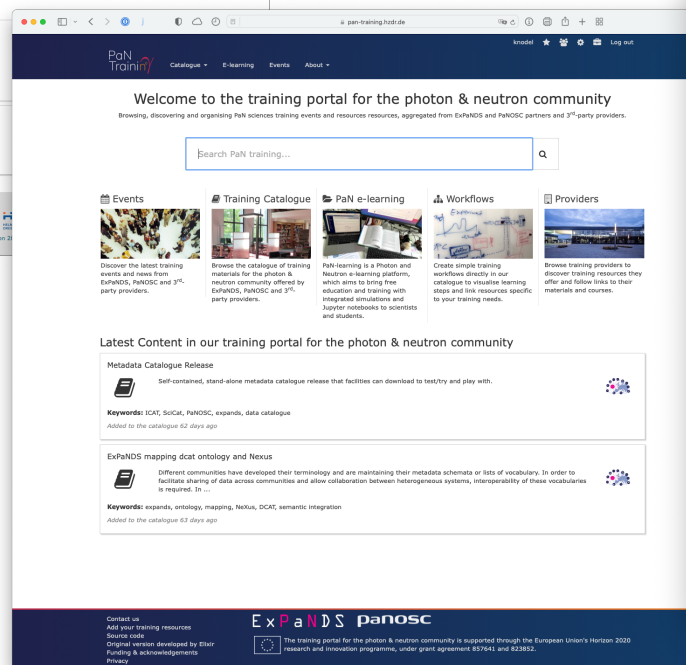 pan-training.hzdr.de
knodel Log out
PaN
Training
Catalogue E-learning Events About
Welcome to the training portal for the photon & neutron community
Browsing, discovering and organising PaN sciences training events and resources resources, aggregated from ExPaNDS and PaNOSC partners and 3rd-party providers.
Search PaN training...
Events
Discover the latest training
events and news from
ExPaNDS, PaNOSC and 3rd-
party providers.
Training Catalogue
Browse the catalogue of training
materials for the photon &
neutron community offered by
ExPaNDS, PaNOSC and 3rd-
party providers.
PaN e-learning
PaN-learning is a Photon and
Neutron e-learning platform,
which aims to bring free
education and training with
integrated simulations and
Jupyter notebooks to scientists
and students.
Workflows
Create simple training
workflows directly in our
catalogue to visualise learning
steps and link resources specific
to your training needs.
Providers
Browse training providers to
discover training resources they
offer and follow links to their
materials and courses.
Latest Content in our training portal for the photon & neutron community
Metadata Catalogue Release
Self-contained, stand-alone metadata catalogue release that facilities can download to test/try and play with.
Keywords: ICAT, SciCat, PaNOSC, expands, data catalogue
Added to the catalogue 62 days ago
ExPaNDS mapping dcat ontology and Nexus
Different communities have developed their terminology and are maintaining their metadata schemata or lists of vocabulary. In order to
facilitate sharing of data across communities and allow collaboration between heterogeneous systems, interoperability of these vocabularies
is required. In ...
Keywords: expands, ontology, mapping, NeXus, DCAT, semantic integration
Added to the catalogue 63 days ago
Contact us
Add your training resources
Source code
Original version developed by Elixir
Funding & acknowledgements
Privacy
ExPaNDS panosc
The training portal for the photon & neutron community is supported through the European Union's Horizon 2020
research and innovation programme, under grant agreement 857641 and 823852.